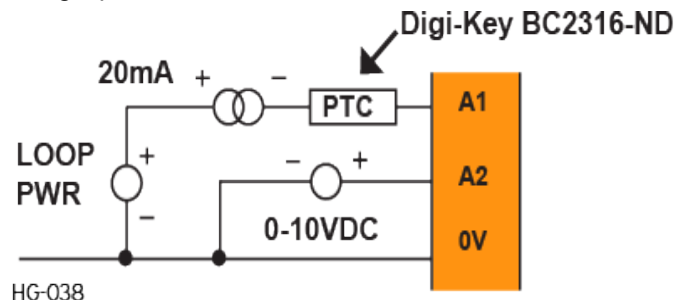 Digi-Key BC2316-ND
20mA + −
PTC
A1
LOOP
PWR
+
−
− +
A2
0-10VDC
0V
HG-038